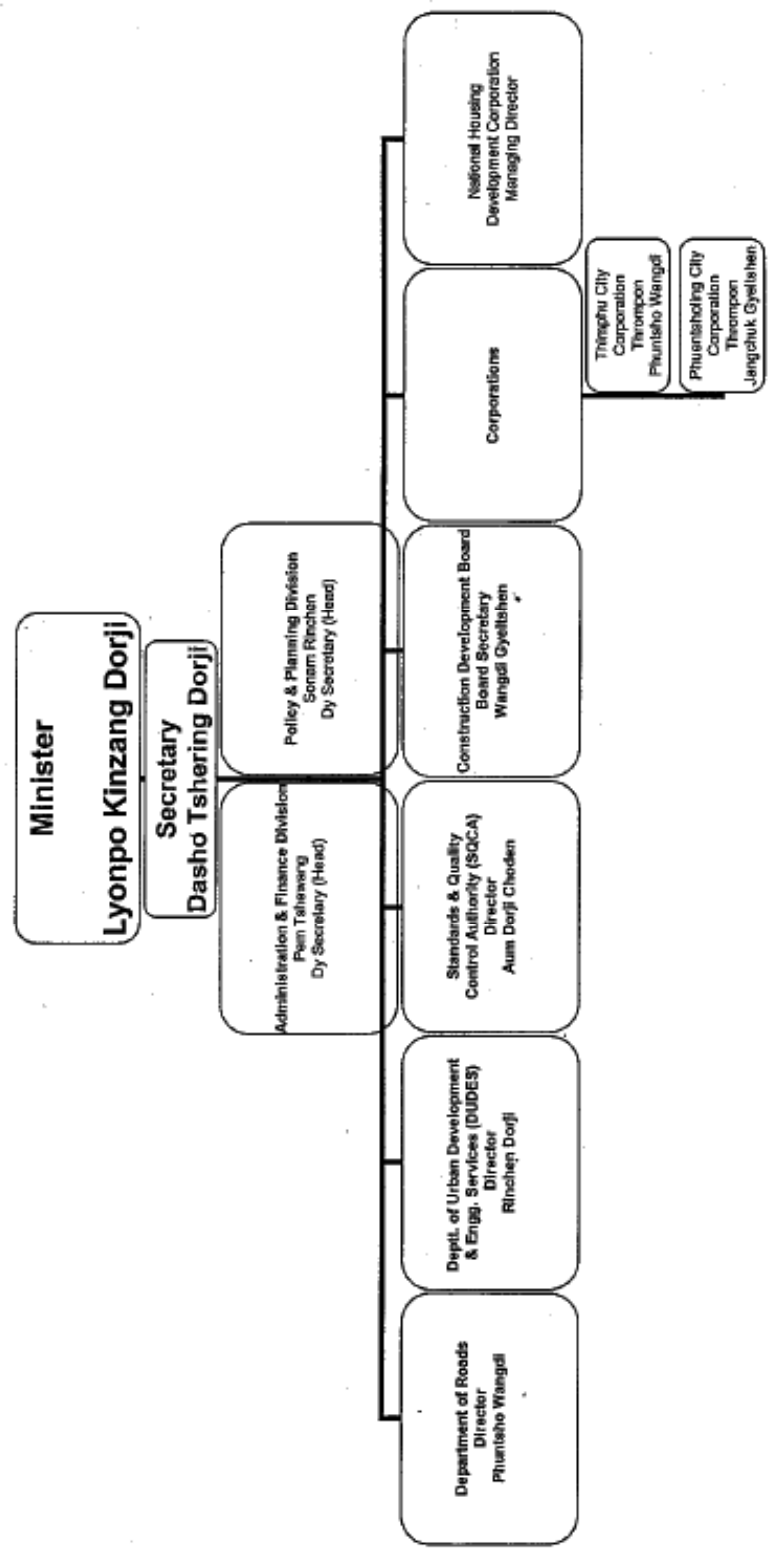 Minister
Lyonpo Kinzang Dorji
Secretary
Dasho Tshering Dorji
Administration & Finance Division
Pem Tshewang
Dy Secretary (Head)
Policy & Planning Division
Sonam Rinchen
Dy Secretary (Head)
Department of Roads
Director
Phuntsho Wangdi
Deptt. of Urban Development
& Engg. Services (DUDES)
Director
Rinchen Dorji
Standards & Quality
Control Authority (SQCA)
Director
Aum Dorji Choden
Construction Development Board
Board Secretary
Wangdi Gyeltshen
Corporations
National Housing
Development Corporation
Managing Director
Thimphu City
Corporation
Thrompon
Phuntsho Wangdi
Phuentsholing City
Corporation
Thrompon
Jangchuk Gyeltshen